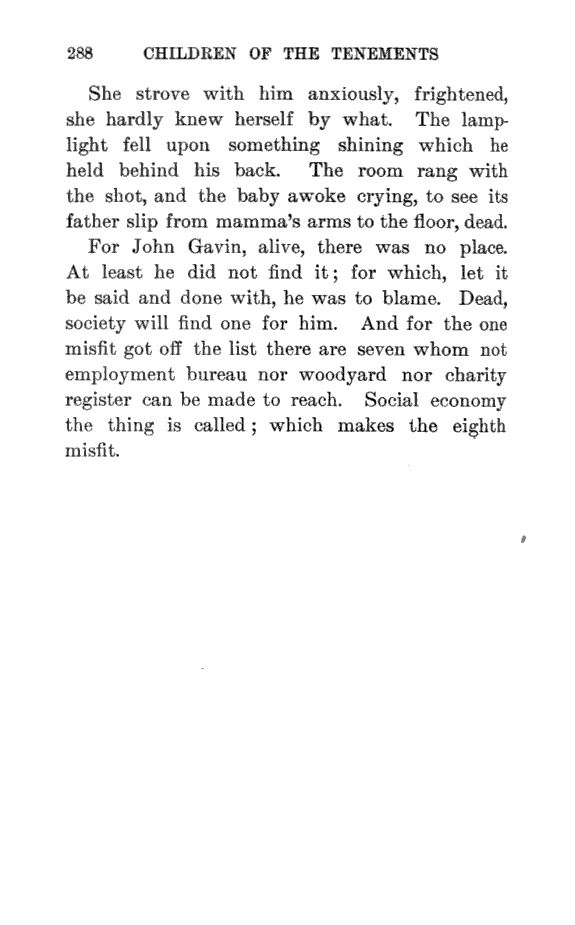 288 CHILDREN OF THE TENEMENTS
She strove with him anxiously, frightened,
she hardly knew herself by what. The lamp-
light fell upon something shining which he
held behind his back. The room rang with
the shot, and the baby awoke crying, to see its
father slip from mamma's arms to the floor, dead.
For John Gavin, alive, there was no place.
At least he did not find it; for which, let it
be said and done with, he was to blame. Dead,
society will find one for him. And for the one
misfit got off the list there are seven whom not
employment bureau nor woodyard nor charity
register can be made to reach. Social economy
the thing is called; which makes the eighth
misfit.